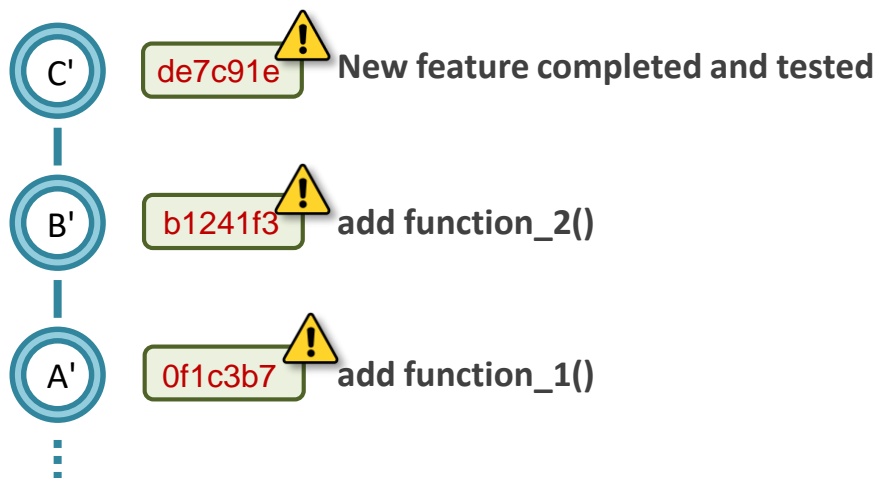 C' de7c91e New feature completed and tested
B' b1241f3 add function_2()
A' 0f1c3b7 add function_1()